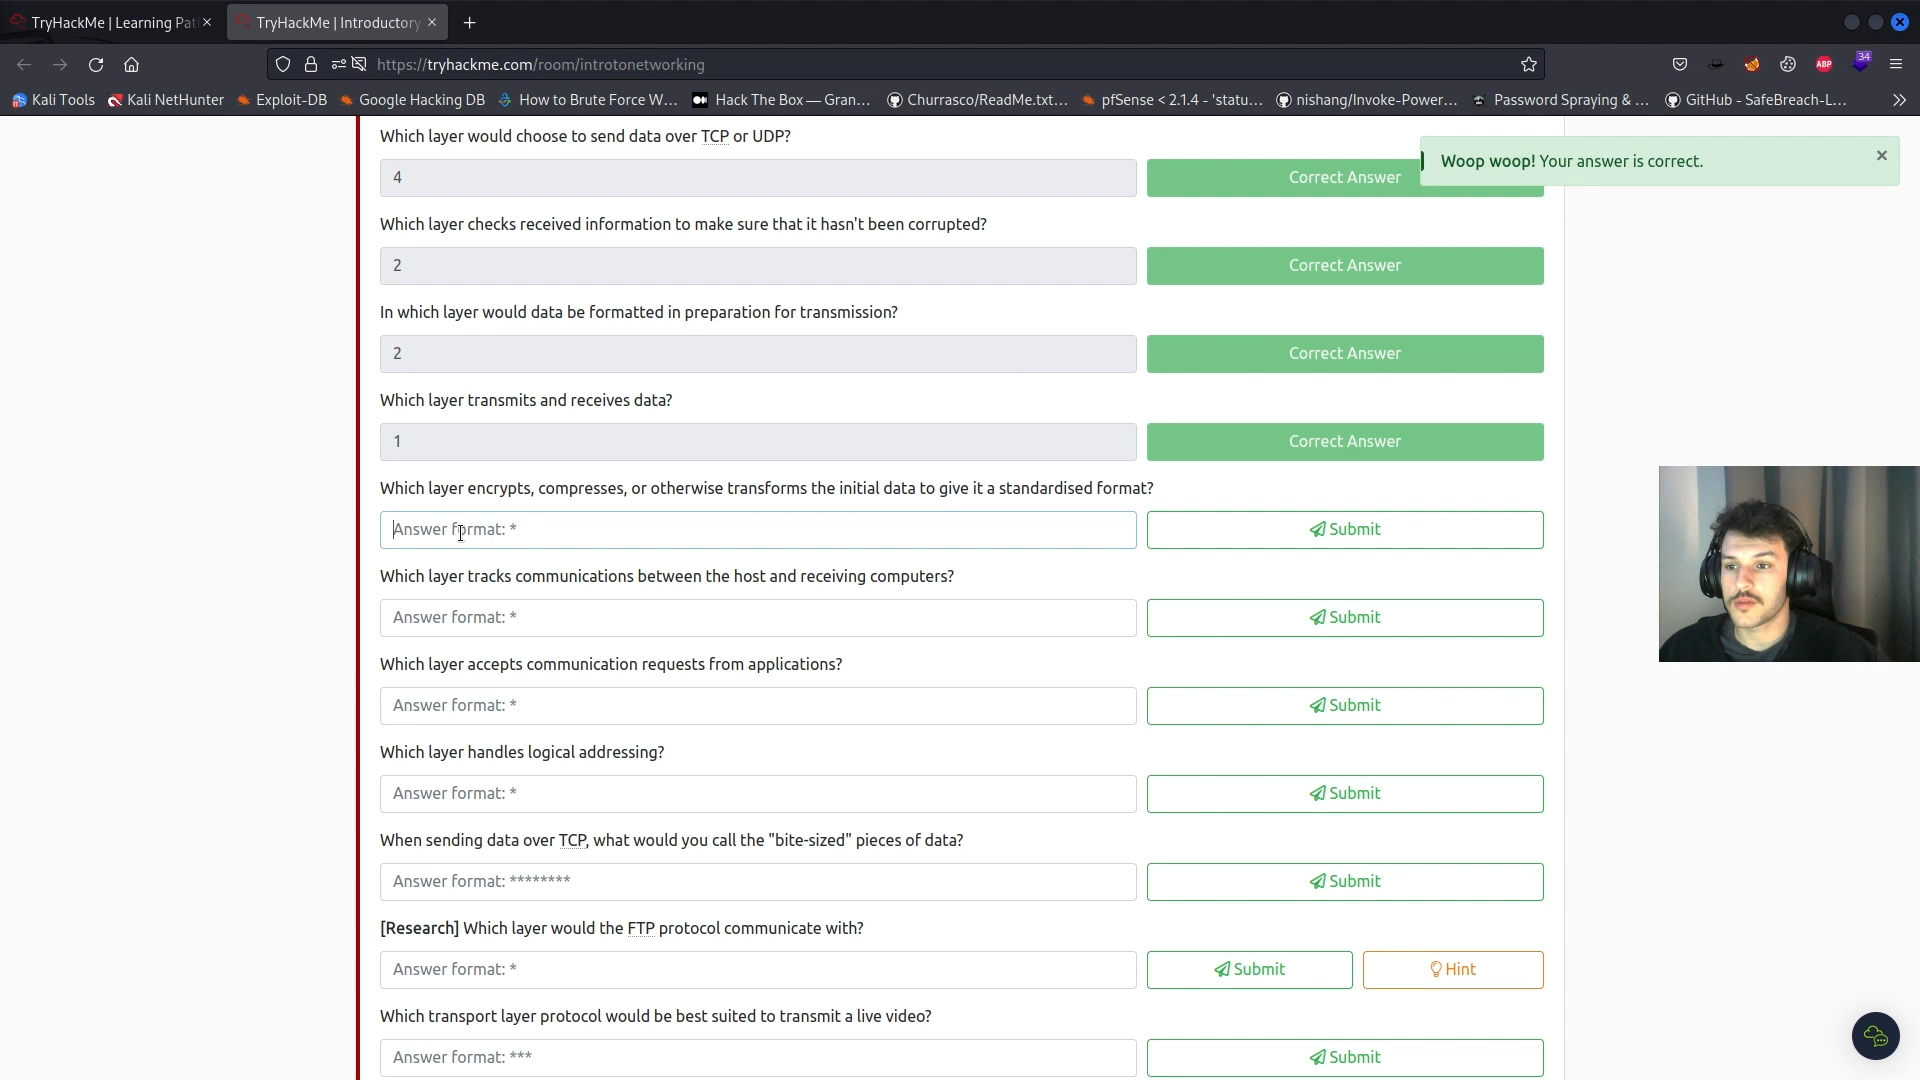 TryHackMe | Learning Pat
TryHackMe | Introductory
https://tryhackme.com/room/introtonetworking
34
ABP
Kali Tools
Kali NetHunter
Exploit-DB
Google Hacking DB
How to Brute Force W...
Hack The Box — Gran...
Churrasco/ReadMe.txt...
pfSense < 2.1.4 - 'statu...
nishang/Invoke-Power...
Password Spraying & ...
GitHub - SafeBreach-L...
Which layer would choose to send data over TCP or UDP?
Woop woop! Your answer is correct.
4
Correct Answer
Which layer checks received information to make sure that it hasn't been corrupted?
2
Correct Answer
In which layer would data be formatted in preparation for transmission?
2
Correct Answer
Which layer transmits and receives data?
1
Correct Answer
Which layer encrypts, compresses, or otherwise transforms the initial data to give it a standardised format?
Answer format: *
Submit
Which layer tracks communications between the host and receiving computers?
Answer format: *
Submit
Which layer accepts communication requests from applications?
Answer format: *
Submit
Which layer handles logical addressing?
Answer format: *
Submit
When sending data over TCP, what would you call the "bite-sized" pieces of data?
Answer format: ********
Submit
[Research] Which layer would the FTP protocol communicate with?
Answer format: *
Submit
Hint
Which transport layer protocol would be best suited to transmit a live video?
Answer format: ***
Submit